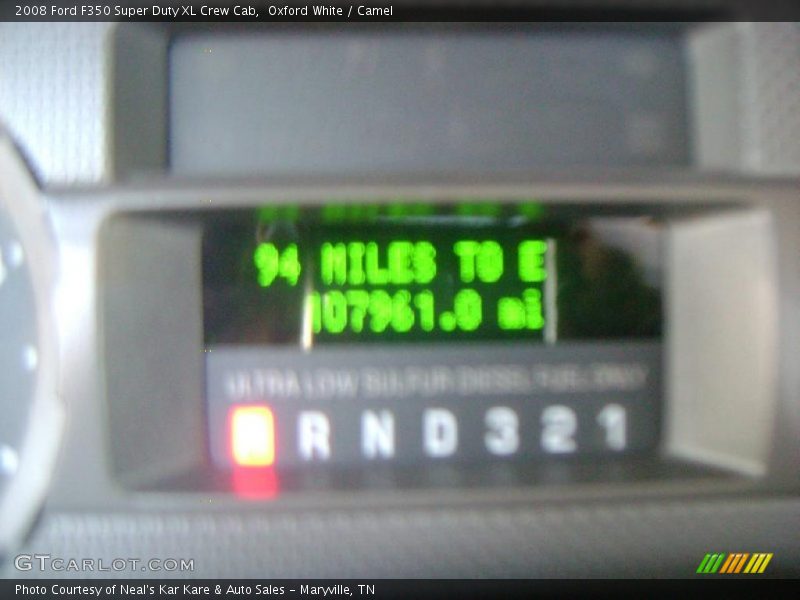 2008 Ford F350 Super Duty XL Crew Cab,  Oxford White / Camel
94 MILES TO E
107961.0 mi
ULTRA LOW SULFUR DIESEL FUEL ONLY
R N D 3 2 1
GTCARLOT.COM
Photo Courtesy of Neal's Kar Kare & Auto Sales – Maryville, TN